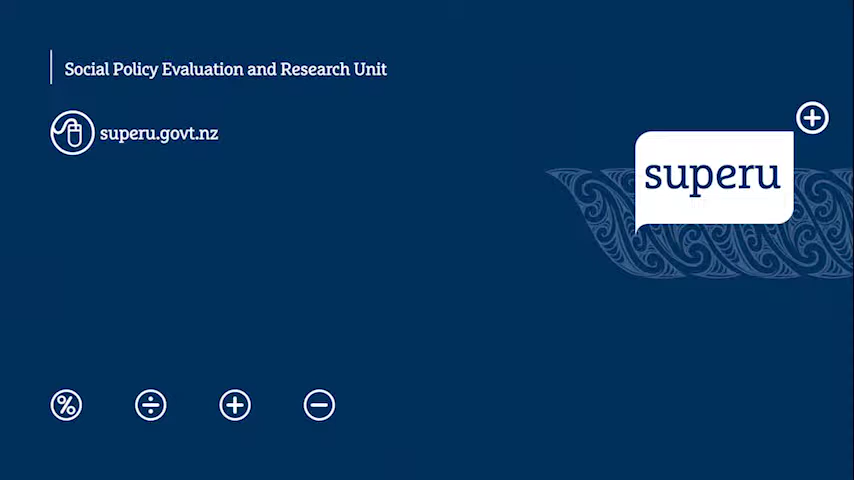 Social Policy Evaluation and Research Unit
superu.govt.nz
superu
% ÷ + −